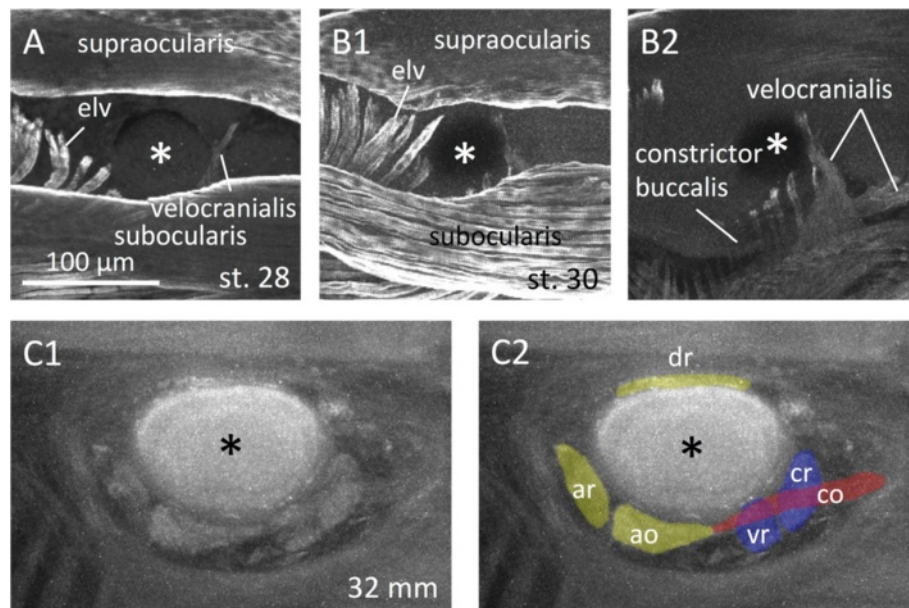 A
supraocularis
elv
*
velocranialis
subocularis
100 µm
st. 28
B1
supraocularis
elv
*
subocularis
st. 30
B2
velocranialis
*
constrictor
buccalis
C1
*
32 mm
C2
dr
*
ar
ao
cr
co
vr